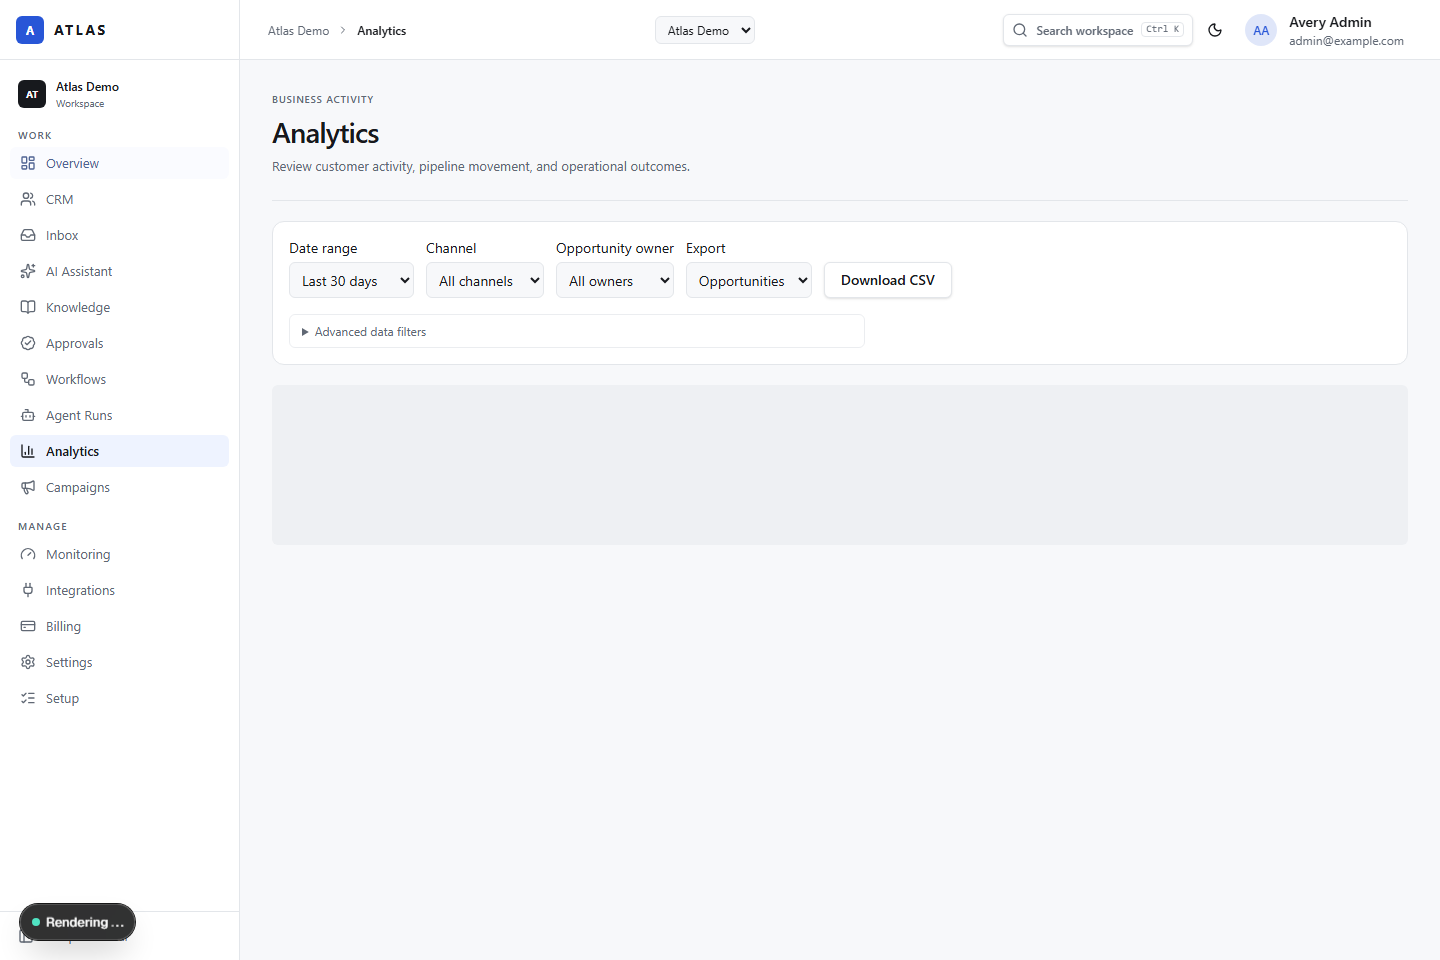 A ATLAS
Atlas Demo > Analytics
Atlas Demo
Search workspace Ctrl K
AA
Avery Admin
admin@example.com
AT
Atlas Demo
Workspace
WORK
Overview
CRM
Inbox
AI Assistant
Knowledge
Approvals
Workflows
Agent Runs
Analytics
Campaigns
MANAGE
Monitoring
Integrations
Billing
Settings
Setup
Rendering ...
BUSINESS ACTIVITY
Analytics
Review customer activity, pipeline movement, and operational outcomes.
Date range Channel Opportunity owner Export
Last 30 days All channels All owners Opportunities Download CSV
Advanced data filters